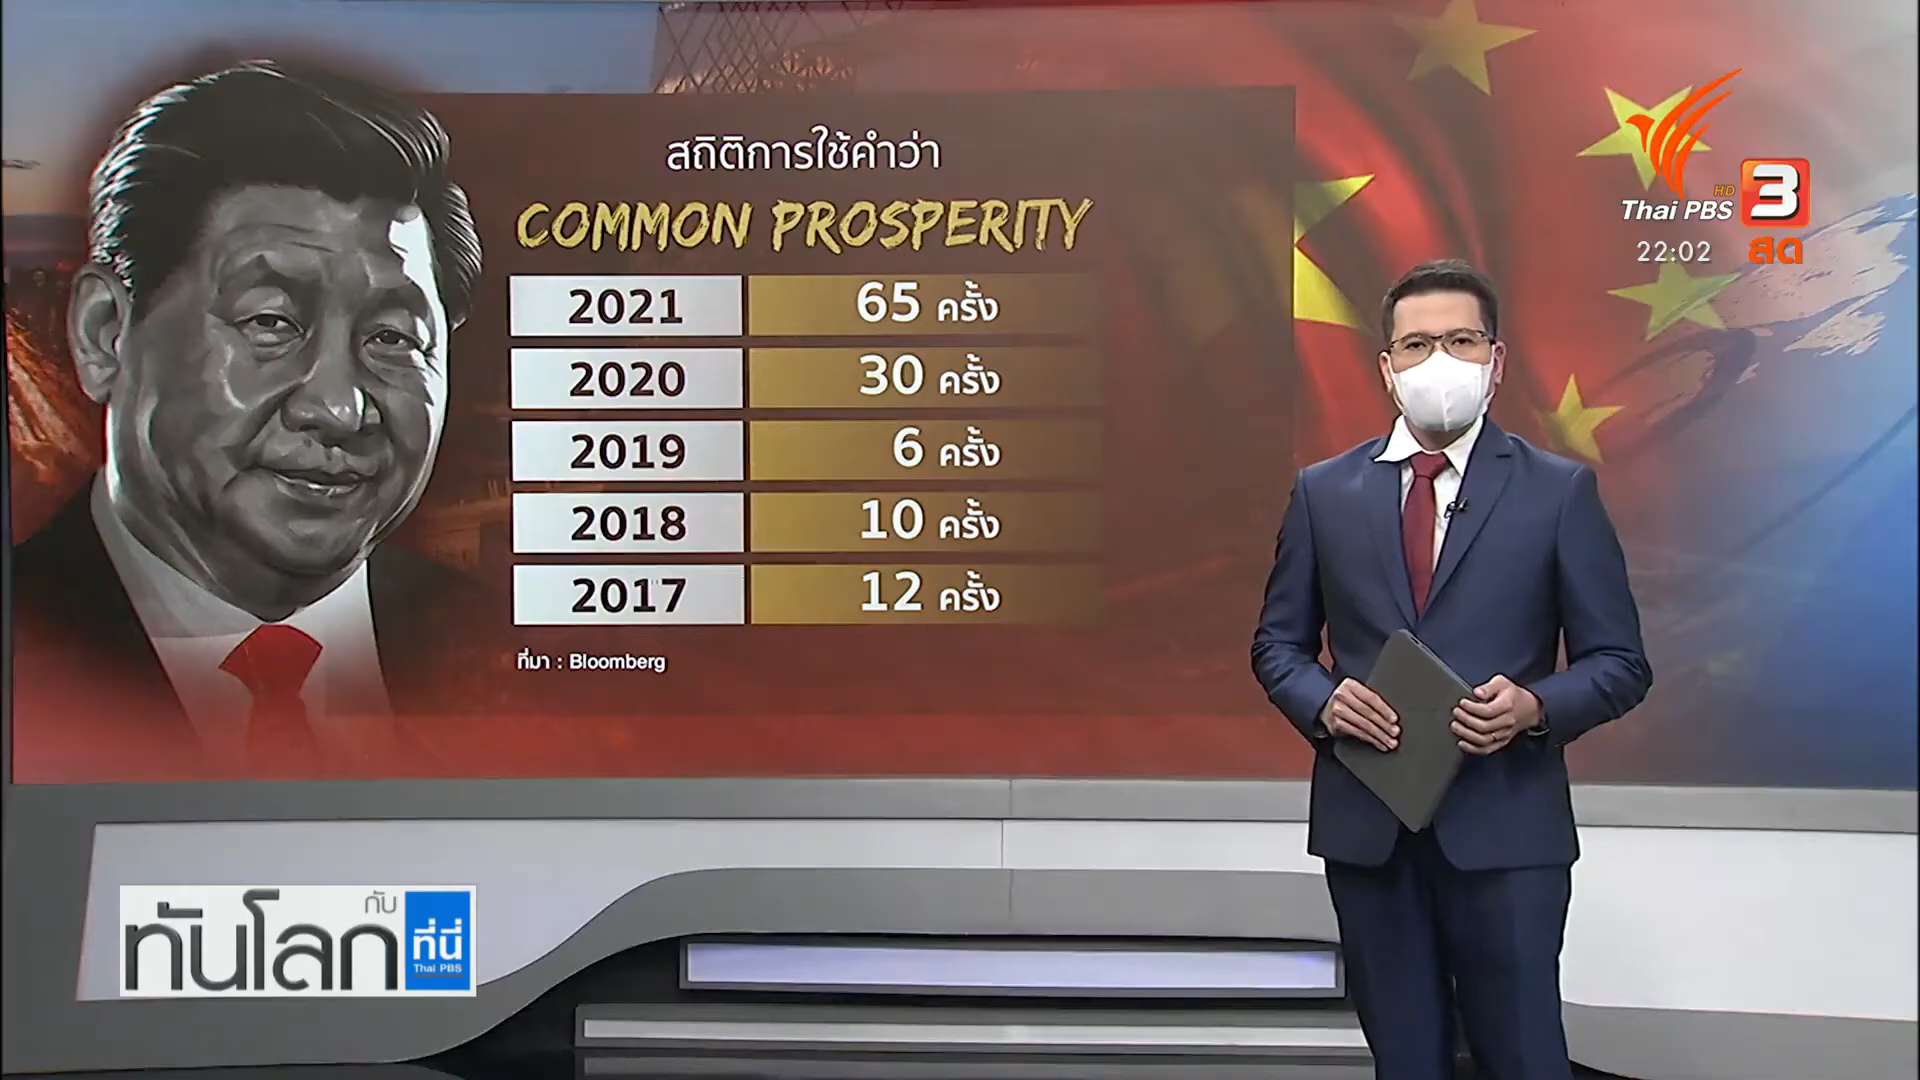 สถิติการใช้คำว่า
COMMON PROSPERITY
2021 65 ครั้ง
2020 30 ครั้ง
2019 6 ครั้ง
2018 10 ครั้ง
2017 12 ครั้ง
ที่มา : Bloomberg
HD
Thai PBS 3
22:02 สด
ทันโลก กับ ที่นี่
Thai PBS